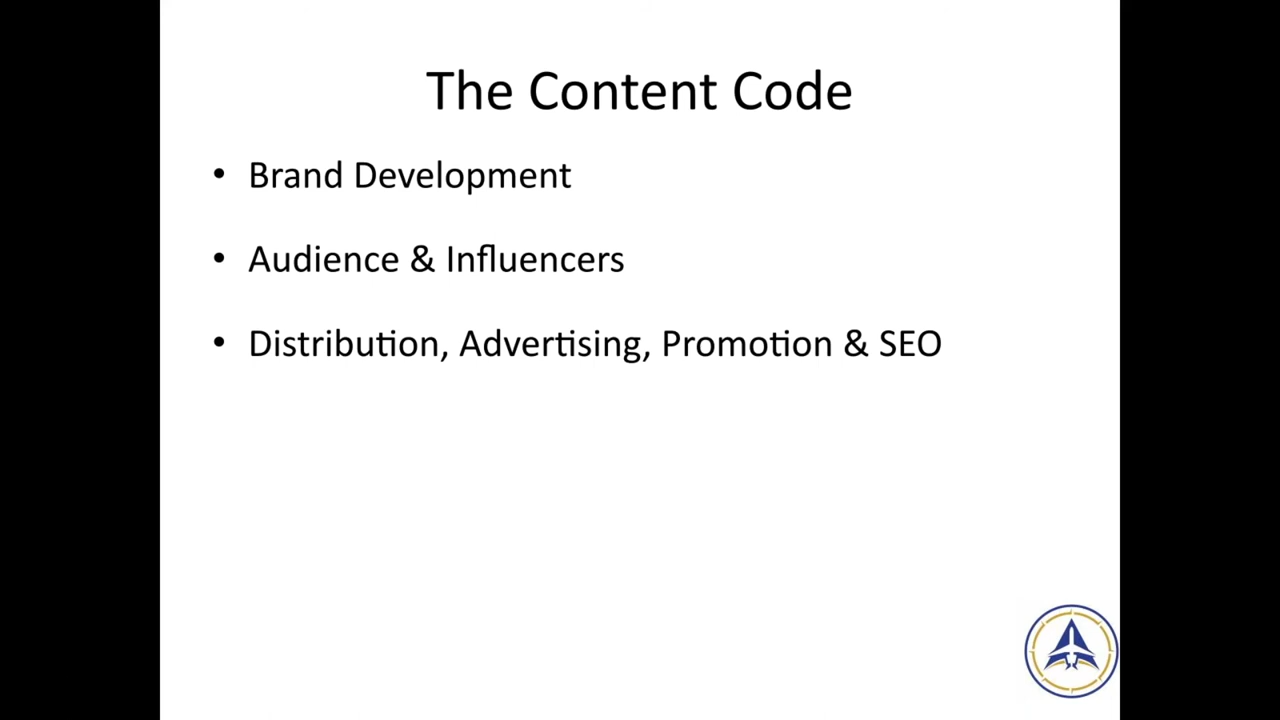 The Content Code
• Brand Development
• Audience & Influencers
• Distribution, Advertising, Promotion & SEO